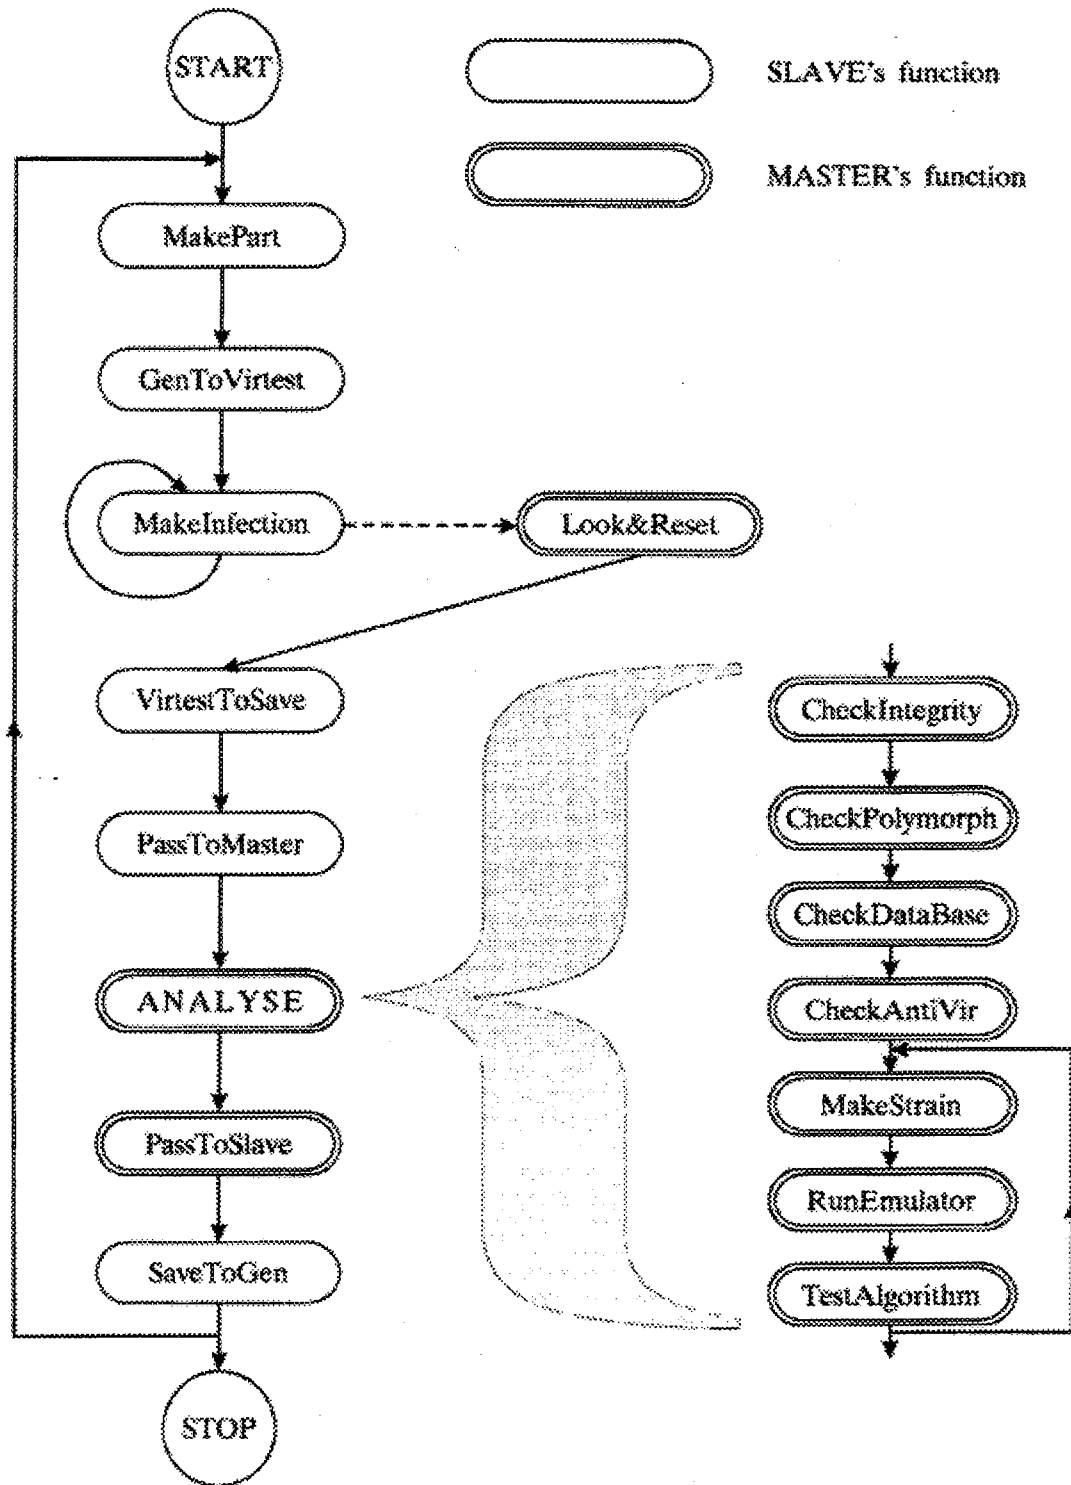 START
SLAVE's function
MASTER's function
MakePart
GenToVirtest
MakeInfection
Look&Reset
VirtestToSave
PassToMaster
ANALYSE
PassToSlave
SaveToGen
STOP
CheckIntegrity
CheckPolymorph
CheckDataBase
CheckAntiVir
MakeStrain
RunEmulator
TestAlgorithm